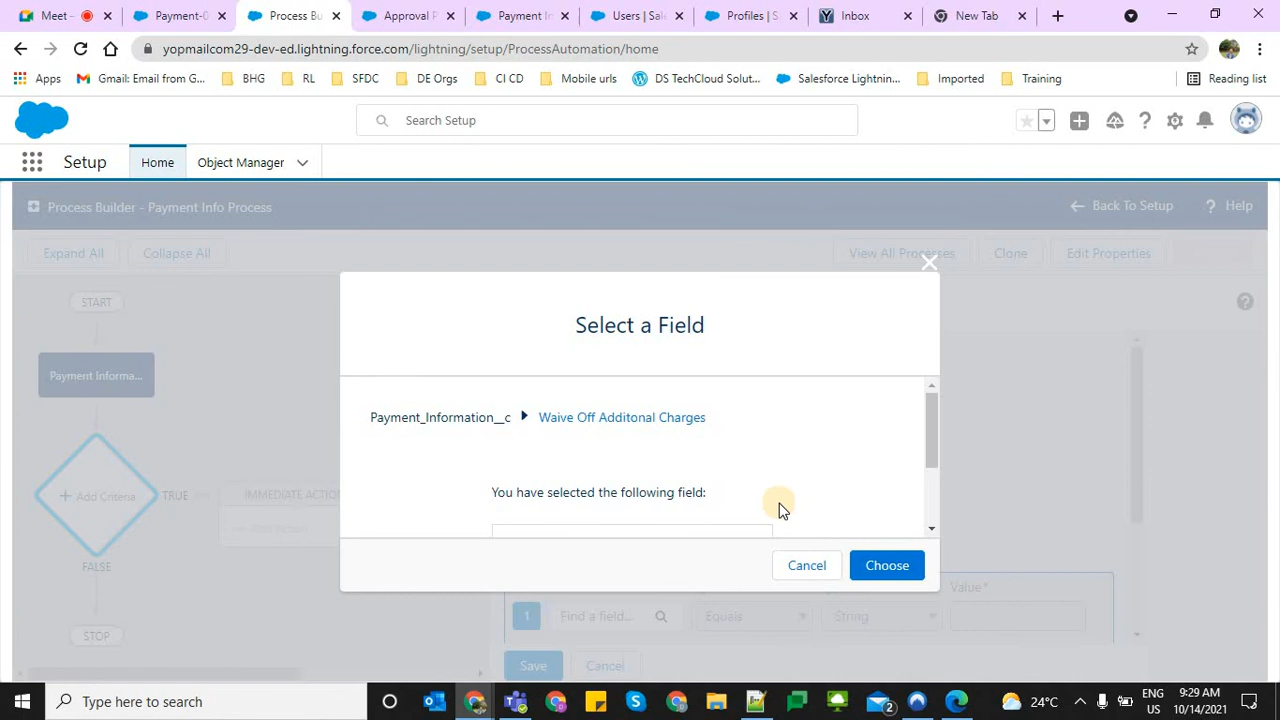 Meet –
Payment-0
Process Bu
Approval P
Payment In
Users | Sale
Profiles | S
Inbox
New Tab
yopmailcom29-dev-ed.lightning.force.com/lightning/setup/ProcessAutomation/home
Apps
Gmail: Email from G...
BHG
RL
SFDC
DE Orgs
CI CD
Mobile urls
DS TechCloud Solut...
Salesforce Lightnin...
Imported
Training
Reading list
Search Setup
Setup
Home
Object Manager
Process Builder - Payment Info Process
Back To Setup
Help
Expand All
Collapse All
View All Processes
Clone
Edit Properties
START
Payment Informa...
Add Criteria
TRUE
IMMEDIATE ACTIO
Add Action
FALSE
STOP
Select a Field
Payment_Information__c
Waive Off Additonal Charges
You have selected the following field:
Cancel
Choose
Value*
1
Find a field...
Equals
String
Save
Cancel
Type here to search
2
24°C
ENG
US
9:29 AM
10/14/2021